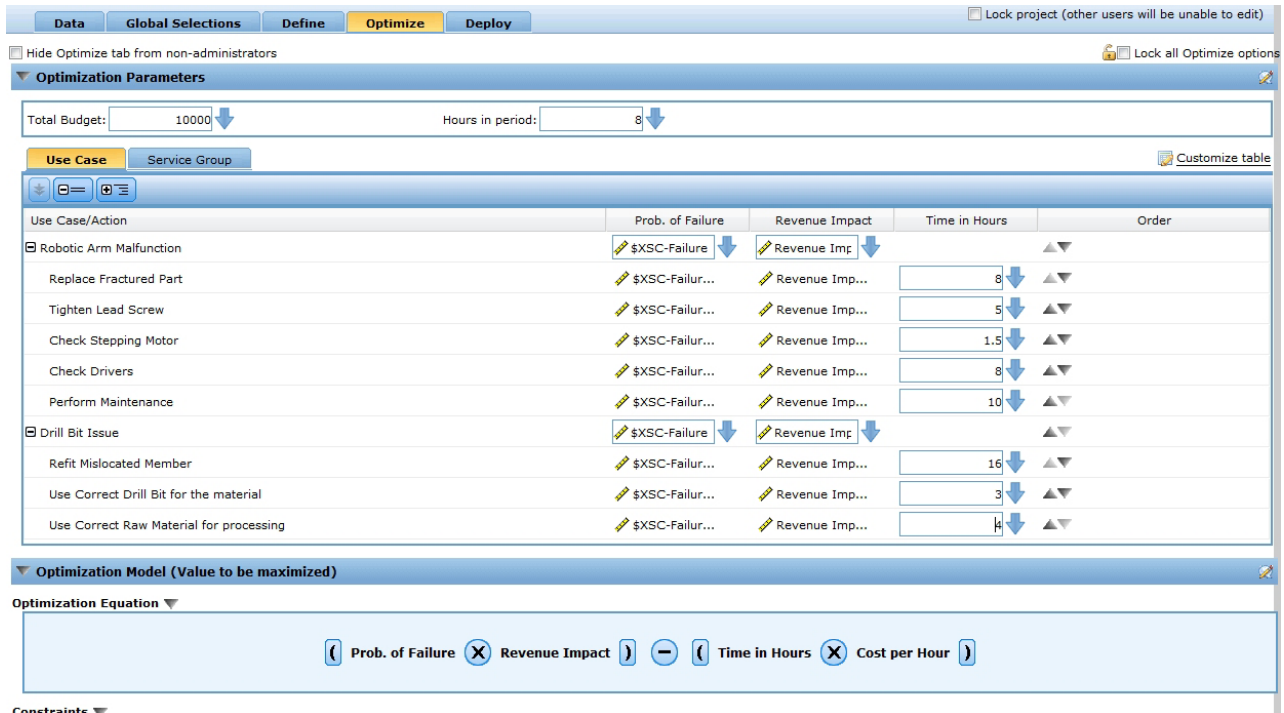 Data Global Selections Define Optimize Deploy Lock project (other users will be unable to edit)
Hide Optimize tab from non-administrators Lock all Optimize options
Optimization Parameters
Total Budget: 10000 Hours in period: 8
Use Case Service Group Customize table
Use Case/Action Prob. of Failure Revenue Impact Time in Hours Order
Robotic Arm Malfunction $XSC-Failure Revenue Imp
Replace Fractured Part $XSC-Failur... Revenue Imp... 8
Tighten Lead Screw $XSC-Failur... Revenue Imp... 5
Check Stepping Motor $XSC-Failur... Revenue Imp... 1.5
Check Drivers $XSC-Failur... Revenue Imp... 8
Perform Maintenance $XSC-Failur... Revenue Imp... 10
Drill Bit Issue $XSC-Failure Revenue Imp
Refit Mislocated Member $XSC-Failur... Revenue Imp... 16
Use Correct Drill Bit for the material $XSC-Failur... Revenue Imp... 3
Use Correct Raw Material for processing $XSC-Failur... Revenue Imp... 4
Optimization Model (Value to be maximized)
Optimization Equation
( Prob. of Failure X Revenue Impact ) − ( Time in Hours X Cost per Hour )
Constraints